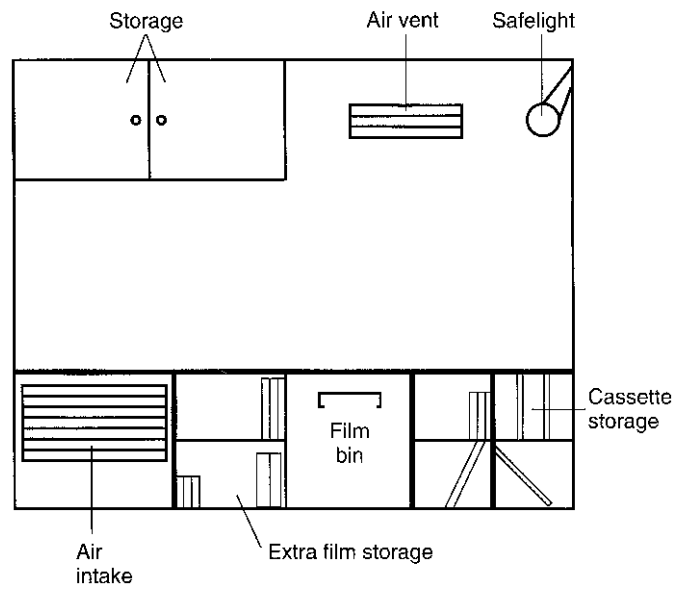 Storage
Air vent
Safelight
Cassette
storage
Film
bin
Extra film storage
Air
intake